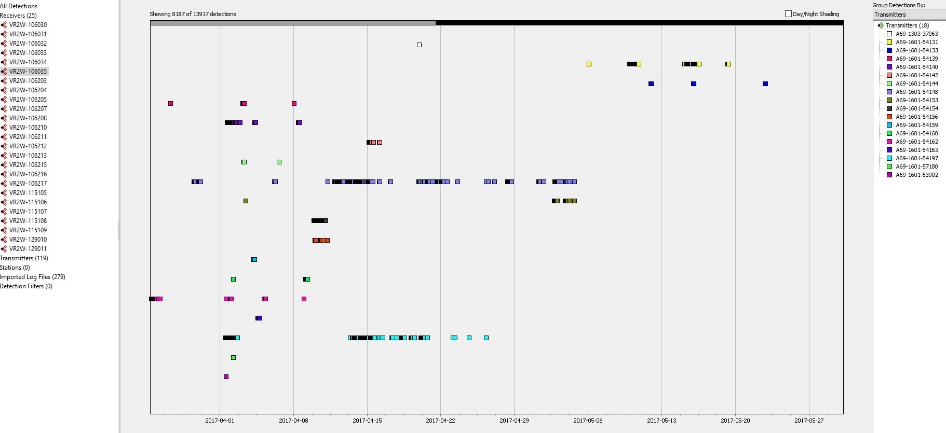 All Detections
Receivers (25)
VR2W-106030
VR2W-106031
VR2W-106032
VR2W-106033
VR2W-106034
VR2W-106035
VR2W-106203
VR2W-106204
VR2W-106205
VR2W-106207
VR2W-106208
VR2W-106210
VR2W-106211
VR2W-106212
VR2W-106213
VR2W-106215
VR2W-106216
VR2W-106217
VR2W-115105
VR2W-115106
VR2W-115107
VR2W-115108
VR2W-115109
VR2W-129010
VR2W-129011
Transmitters (119)
Stations (0)
Imported Log Files (279)
Detection Filters (0)
Showing 8187 of 13917 detections
Day/Night Shading
2017-04-01
2017-04-08
2017-04-15
2017-04-22
2017-04-29
2017-05-13
2017-05-20
2017-05-27
Group Detections By:
Transmitters
Transmitters (18)
A69-1303-37063
A69-1601-54131
A69-1601-54133
A69-1601-54139
A69-1601-54140
A69-1601-54142
A69-1601-54144
A69-1601-54148
A69-1601-54153
A69-1601-54154
A69-1601-54156
A69-1601-54159
A69-1601-54160
A69-1601-54162
A69-1601-54163
A69-1601-54197
A69-1601-57180
A69-1601-63902